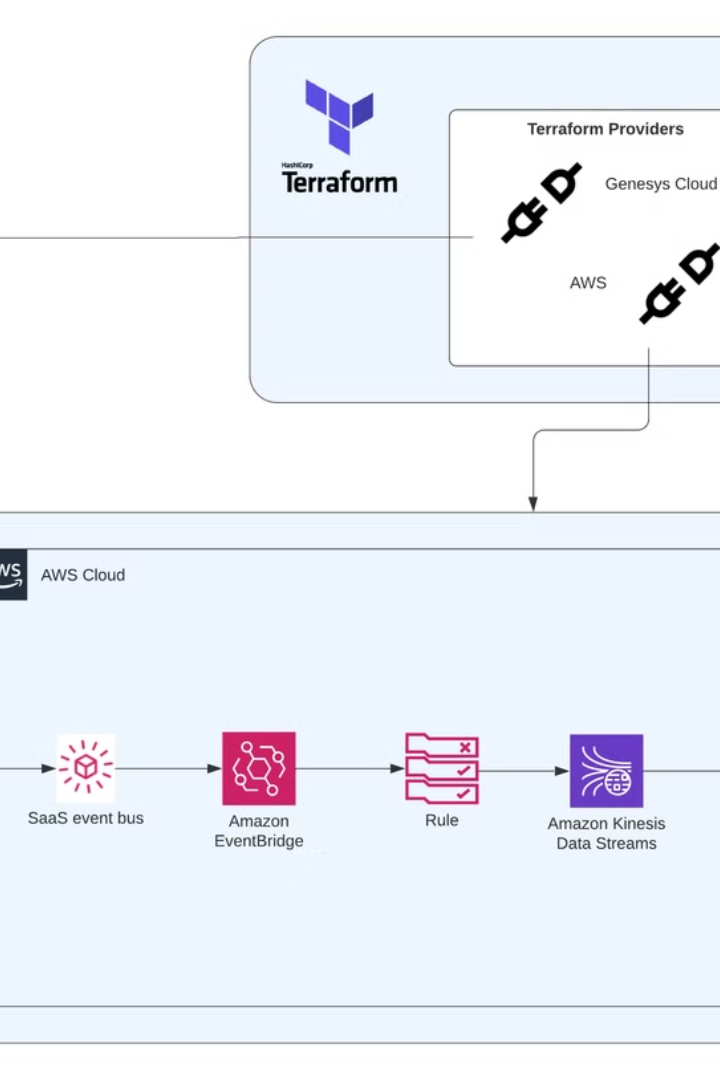 HashiCorp
Terraform
Terraform Providers
Genesys Cloud
AWS
WS
AWS Cloud
SaaS event bus
Amazon
EventBridge
Rule
Amazon Kinesis
Data Streams